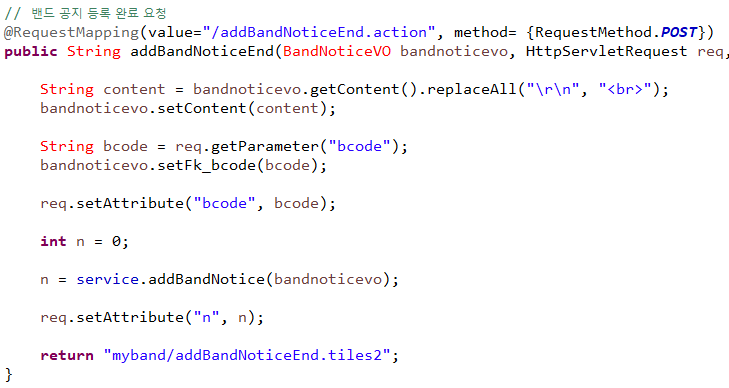 // 밴드 공지 등록 완료 요청
@RequestMapping(value="/addBandNoticeEnd.action", method= {RequestMethod.POST})
public String addBandNoticeEnd(BandNoticeVO bandnoticevo, HttpServletRequest req,
String content = bandnoticevo.getContent().replaceAll("\r\n", "<br>");
bandnoticevo.setContent(content);
String bcode = req.getParameter("bcode");
bandnoticevo.setFk_bcode(bcode);
req.setAttribute("bcode", bcode);
int n = 0;
n = service.addBandNotice(bandnoticevo);
req.setAttribute("n", n);
return "myband/addBandNoticeEnd.tiles2";
}